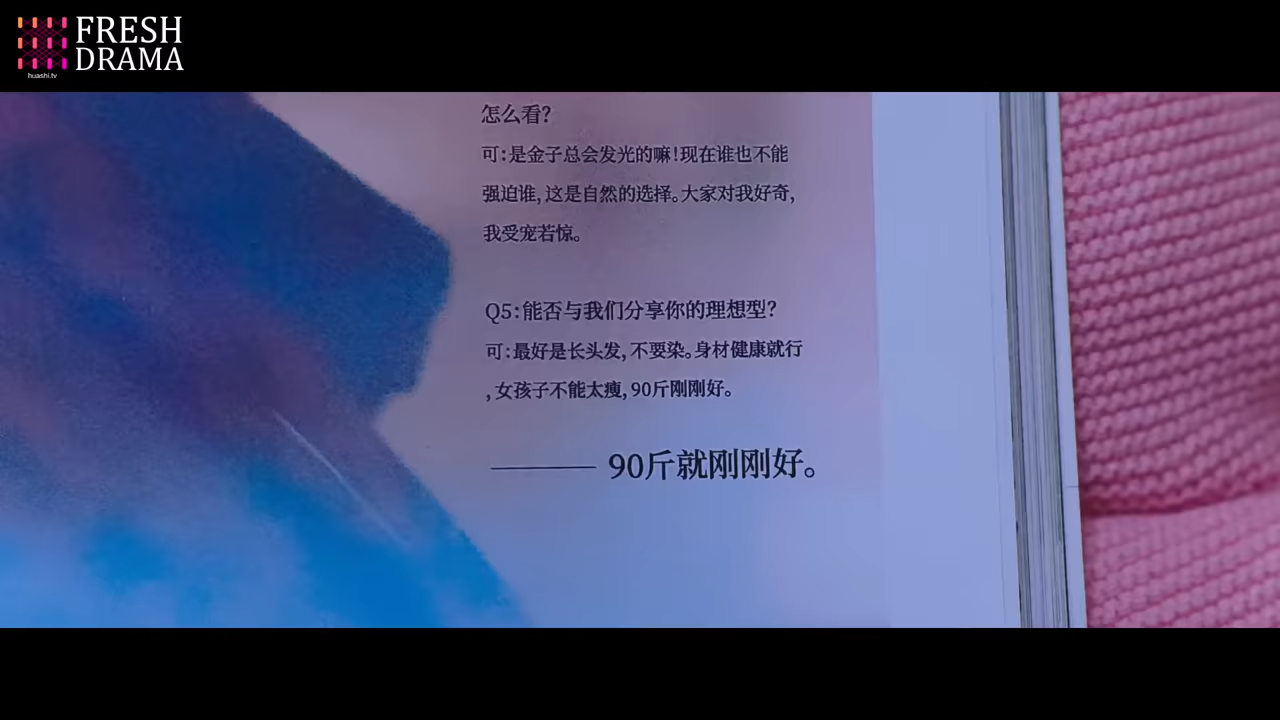 FRESH
DRAMA
huashi.tv
怎么看？
可：是金子总会发光的嘛！现在谁也不能
强迫谁，这是自然的选择。大家对我好奇，
我受宠若惊。
Q5：能否与我们分享你的理想型？
可：最好是长头发，不要染。身材健康就行
，女孩子不能太瘦，90斤刚刚好。
——— 90斤就刚刚好。